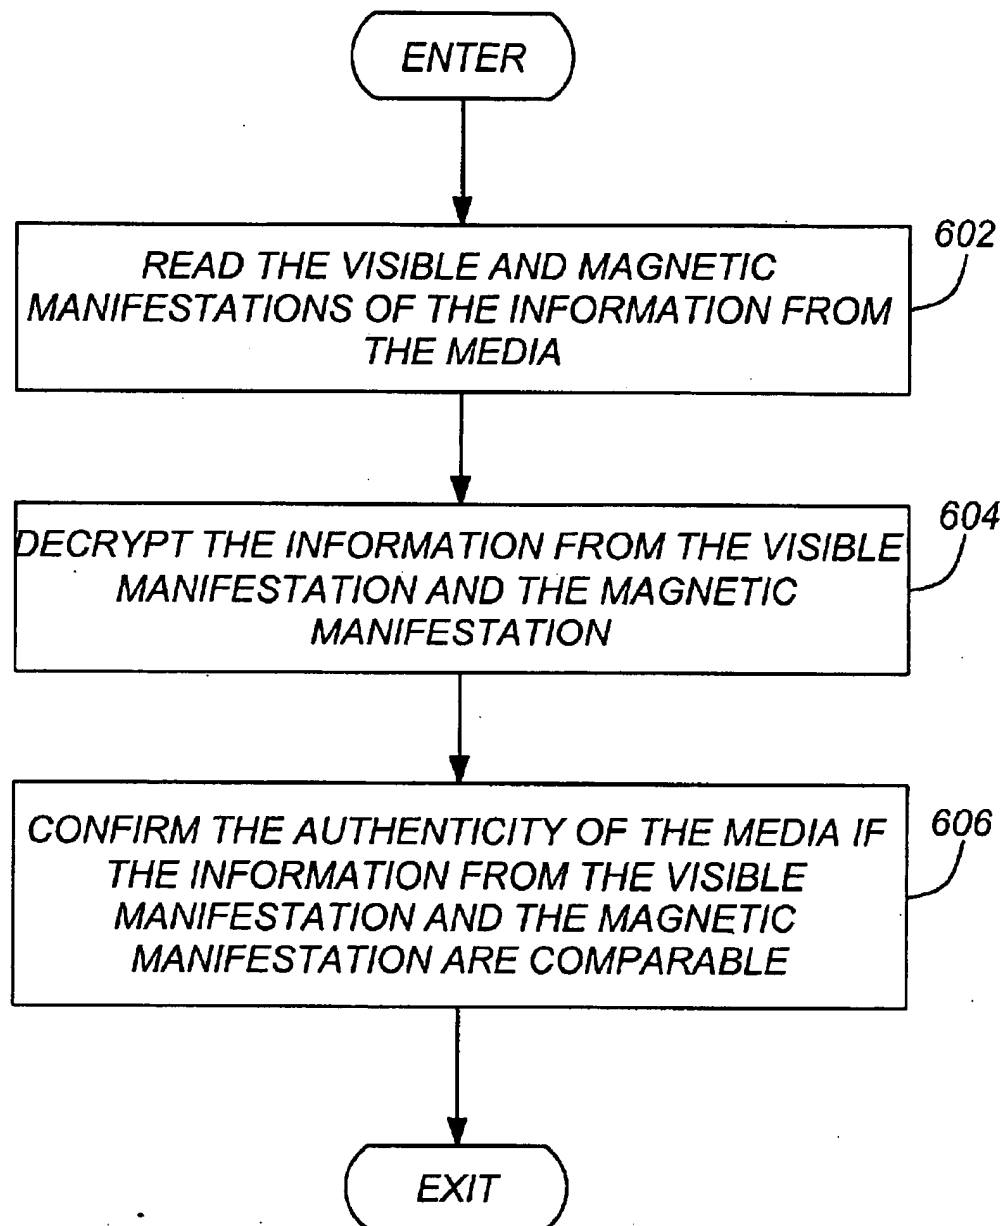 ENTER
602
READ THE VISIBLE AND MAGNETIC
MANIFESTATIONS OF THE INFORMATION FROM
THE MEDIA
604
DECRYPT THE INFORMATION FROM THE VISIBLE
MANIFESTATION AND THE MAGNETIC
MANIFESTATION
606
CONFIRM THE AUTHENTICITY OF THE MEDIA IF
THE INFORMATION FROM THE VISIBLE
MANIFESTATION AND THE MAGNETIC
MANIFESTATION ARE COMPARABLE
EXIT